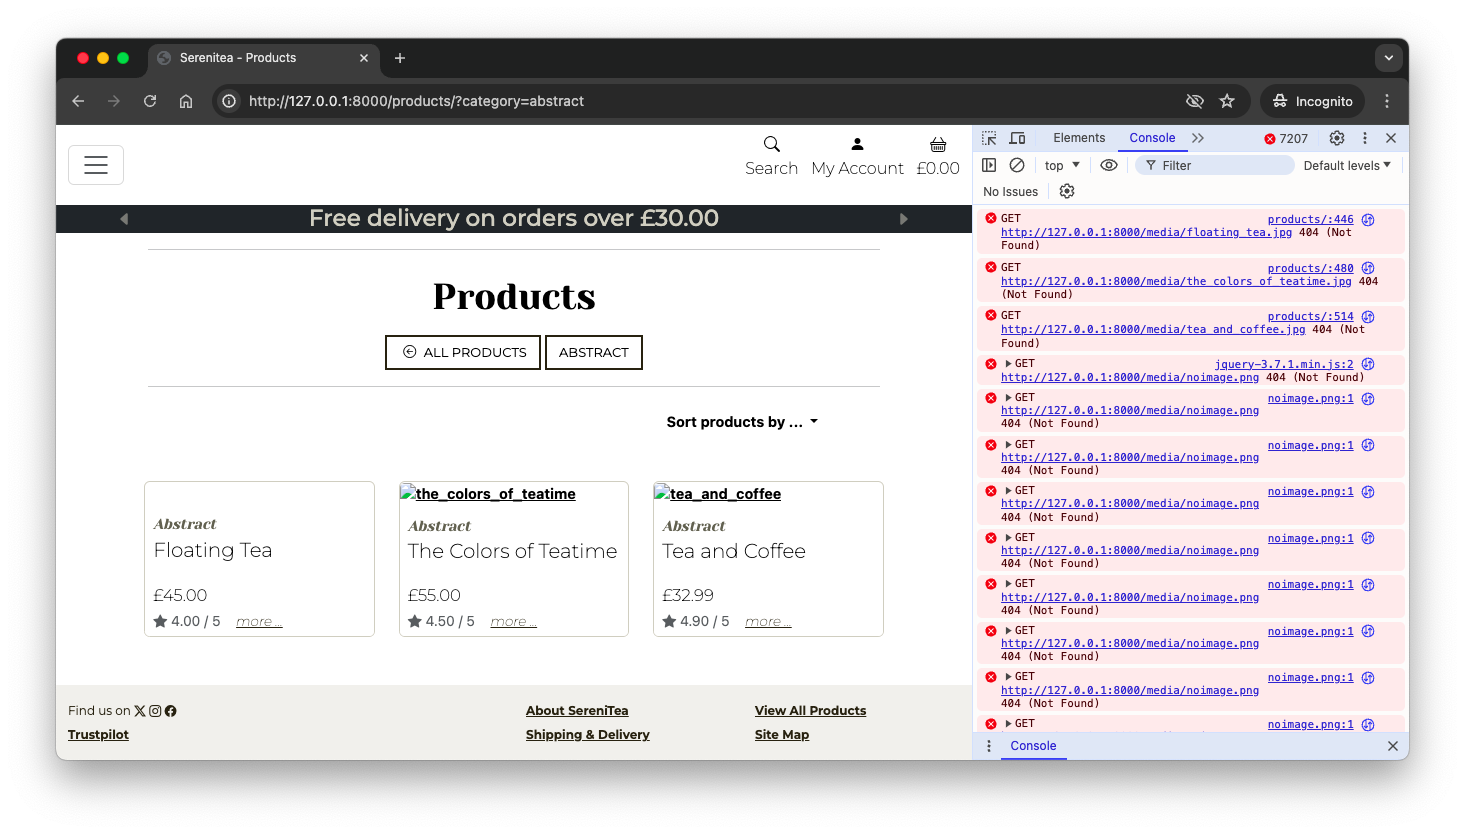 Serenitea - Products
http://127.0.0.1:8000/products/?category=abstract
Incognito
Search My Account £0.00
Free delivery on orders over £30.00
Products
ALL PRODUCTS ABSTRACT
Sort products by ...
the_colors_of_teatime tea_and_coffee
Abstract Abstract Abstract
Floating Tea The Colors of Teatime Tea and Coffee
£45.00 £55.00 £32.99
4.00 / 5 more ... 4.50 / 5 more ... 4.90 / 5 more ...
Find us on
Trustpilot
About SereniTea
Shipping & Delivery
View All Products
Site Map
Elements Console 7207
top Filter Default levels
No Issues
GET products/:446
http://127.0.0.1:8000/media/floating_tea.jpg 404 (Not
Found)
GET products/:480
http://127.0.0.1:8000/media/the_colors_of_teatime.jpg 404
(Not Found)
GET products/:514
http://127.0.0.1:8000/media/tea_and_coffee.jpg 404 (Not
Found)
GET jquery-3.7.1.min.js:2
http://127.0.0.1:8000/media/noimage.png 404 (Not Found)
GET noimage.png:1
http://127.0.0.1:8000/media/noimage.png
404 (Not Found)
GET noimage.png:1
http://127.0.0.1:8000/media/noimage.png
404 (Not Found)
GET noimage.png:1
http://127.0.0.1:8000/media/noimage.png
404 (Not Found)
GET noimage.png:1
http://127.0.0.1:8000/media/noimage.png
404 (Not Found)
GET noimage.png:1
http://127.0.0.1:8000/media/noimage.png
404 (Not Found)
GET noimage.png:1
http://127.0.0.1:8000/media/noimage.png
404 (Not Found)
GET noimage.png:1
http://127.0.0.1:8000/media/noimage.png
404 (Not Found)
GET noimage.png:1
Console